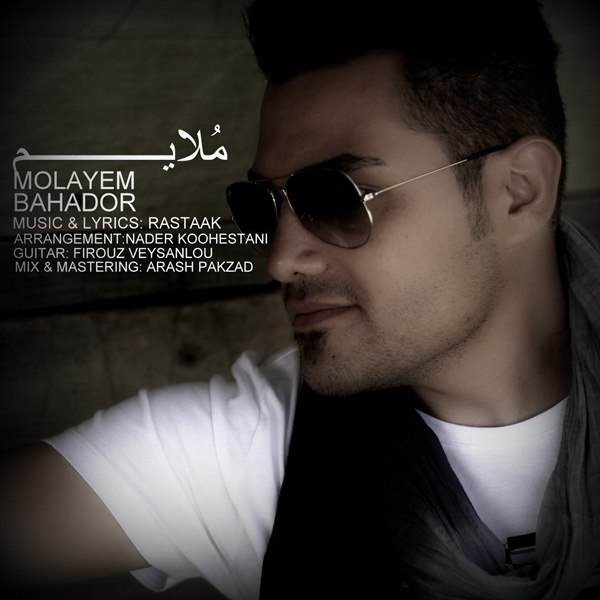 مُلایم
MOLAYEM
BAHADOR
MUSIC & LYRICS: RASTAAK
ARRANGEMENT:NADER KOOHESTANI
GUITAR: FIROUZ VEYSANLOU
MIX & MASTERING: ARASH PAKZAD